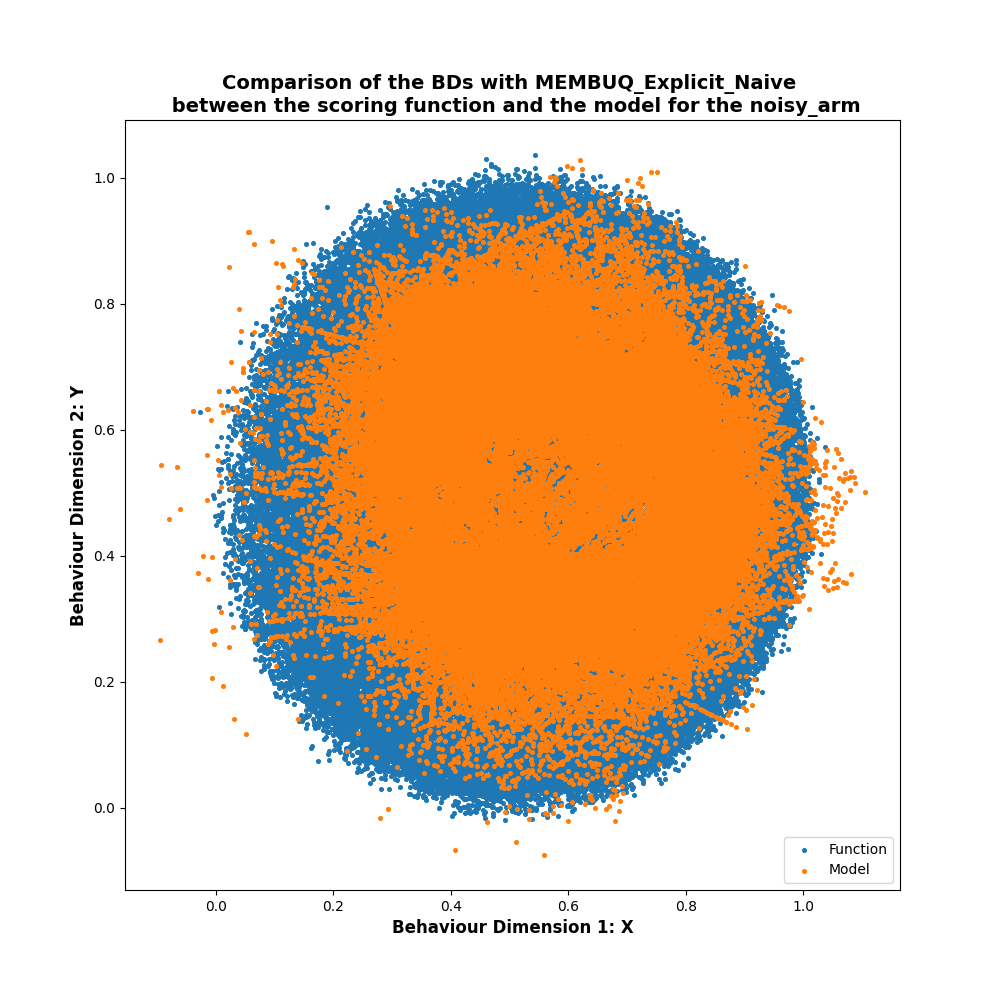 Comparison of the BDs with MEMBUQ_Explicit_Naive
between the scoring function and the model for the noisy_arm
1.0
0.8
0.6
0.4
0.2
0.0
Behaviour Dimension 2: Y
0.0 0.2 0.4 0.6 0.8 1.0
Behaviour Dimension 1: X
Function
Model